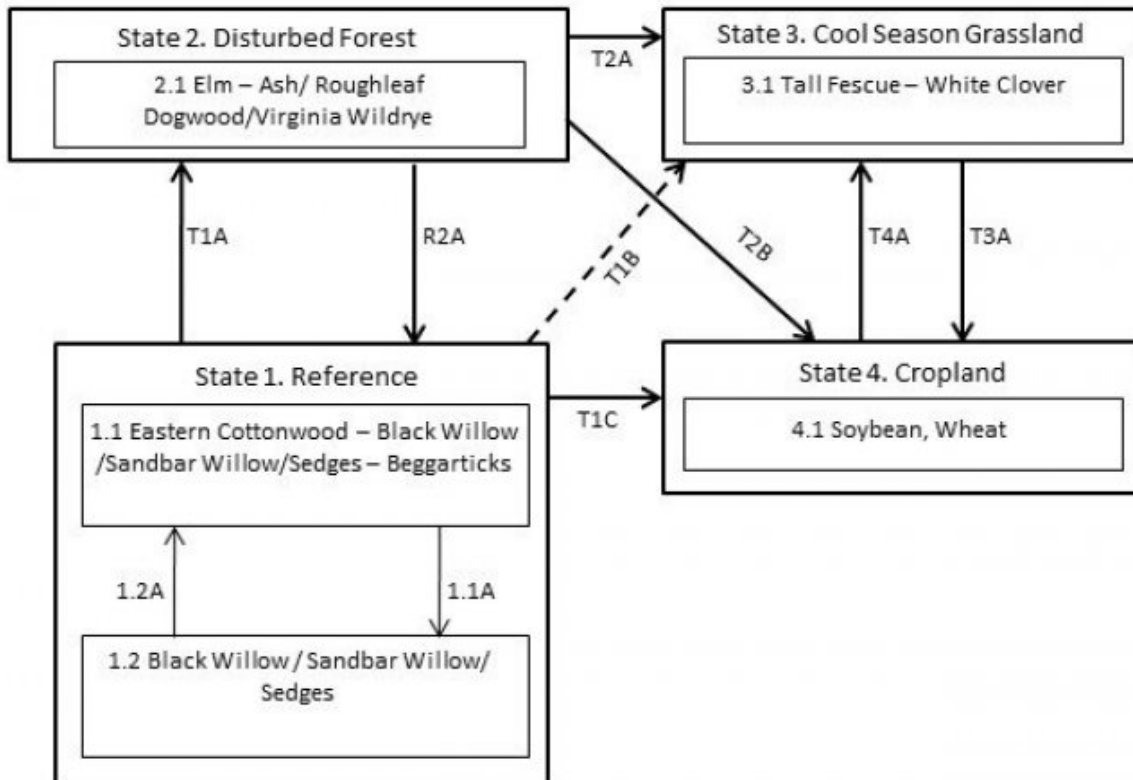 State 2. Disturbed Forest
2.1 Elm – Ash/ Roughleaf
Dogwood/Virginia Wildrye
T2A
State 3. Cool Season Grassland
3.1 Tall Fescue – White Clover
T1A
R2A
T1B
T2B
T4A
T3A
State 1. Reference
1.1 Eastern Cottonwood – Black Willow
/Sandbar Willow/Sedges – Beggarticks
1.2A
1.1A
1.2 Black Willow / Sandbar Willow/
Sedges
T1C
State 4. Cropland
4.1 Soybean, Wheat